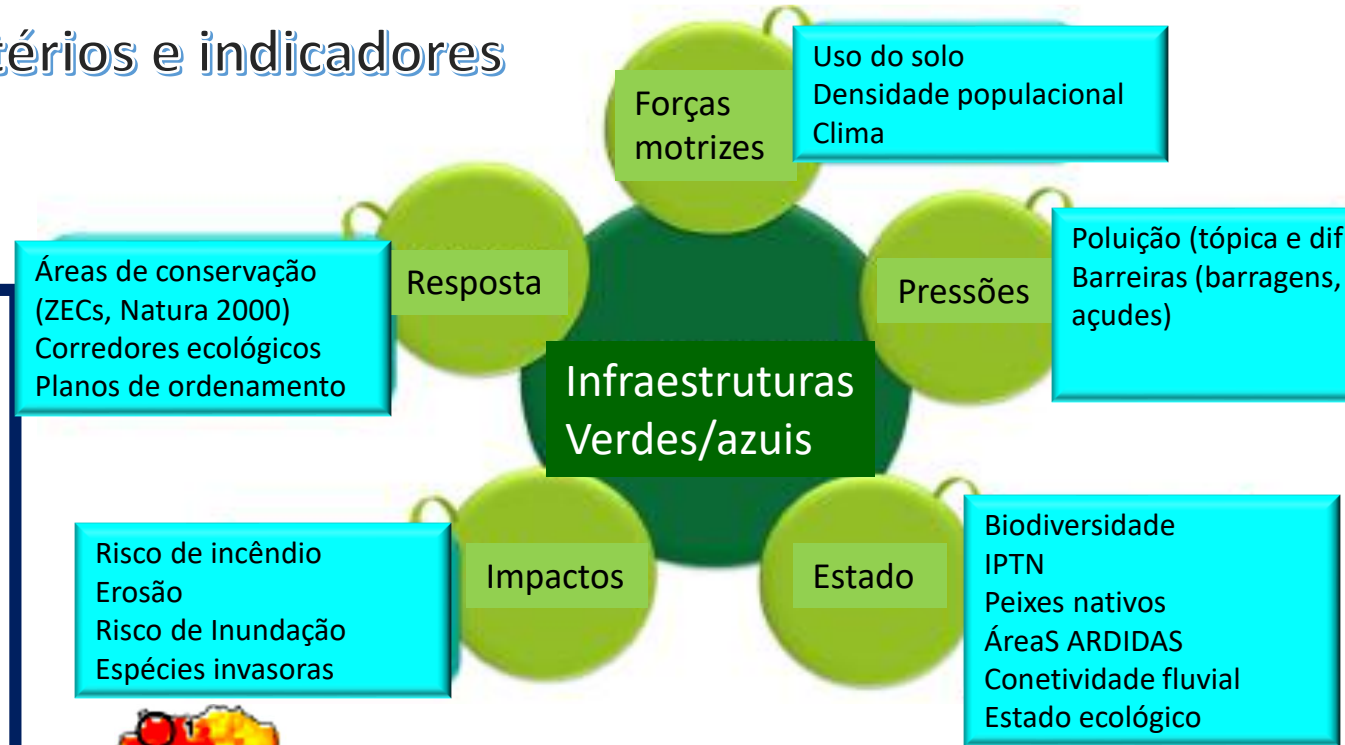 térios e indicadores
Forças
motrizes
Uso do solo
Densidade populacional
Clima
Resposta
Áreas de conservação
(ZECs, Natura 2000)
Corredores ecológicos
Planos de ordenamento
Pressões
Poluição (tópica e dif
Barreiras (barragens,
açudes)
Infraestruturas
Verdes/azuis
Impactos
Risco de incêndio
Erosão
Risco de Inundação
Espécies invasoras
Estado
Biodiversidade
IPTN
Peixes nativos
ÁreaS ARDIDAS
Conetividade fluvial
Estado ecológico